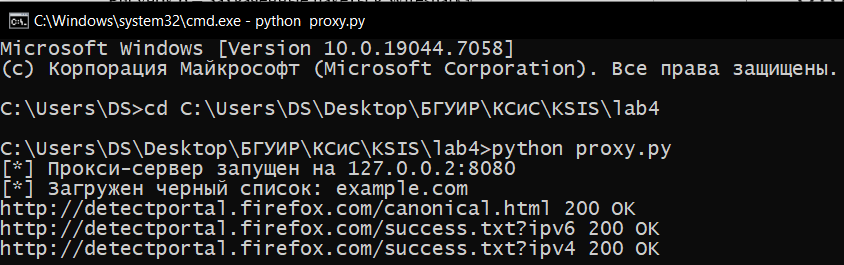 C:\Windows\system32\cmd.exe - python proxy.py
Microsoft Windows [Version 10.0.19044.7058]
(c) Корпорация Майкрософт (Microsoft Corporation). Все права защищены.
C:\Users\DS>cd C:\Users\DS\Desktop\БГУИР\КСиС\KSIS\lab4
C:\Users\DS\Desktop\БГУИР\КСиС\KSIS\lab4>python proxy.py
[*] Прокси-сервер запущен на 127.0.0.2:8080
[*] Загружен черный список: example.com
http://detectportal.firefox.com/canonical.html 200 OK
http://detectportal.firefox.com/success.txt?ipv6 200 OK
http://detectportal.firefox.com/success.txt?ipv4 200 OK